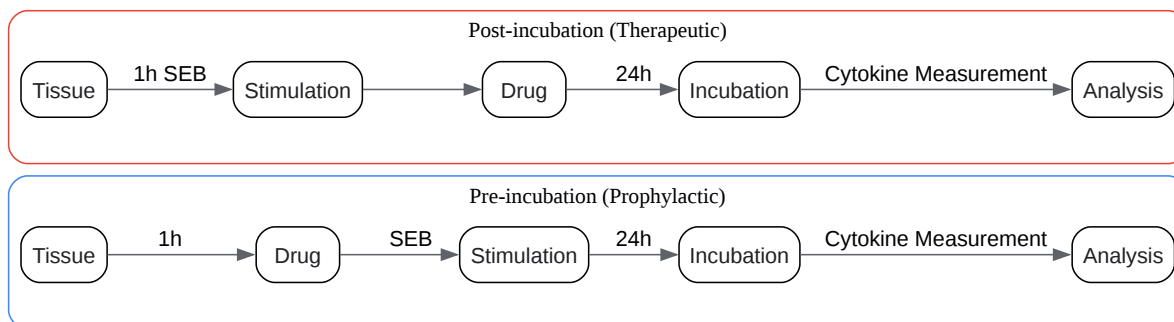 Post-incubation (Therapeutic)
Tissue 1h SEB Stimulation Drug 24h Incubation Cytokine Measurement Analysis
Pre-incubation (Prophylactic)
Tissue 1h Drug SEB Stimulation 24h Incubation Cytokine Measurement Analysis